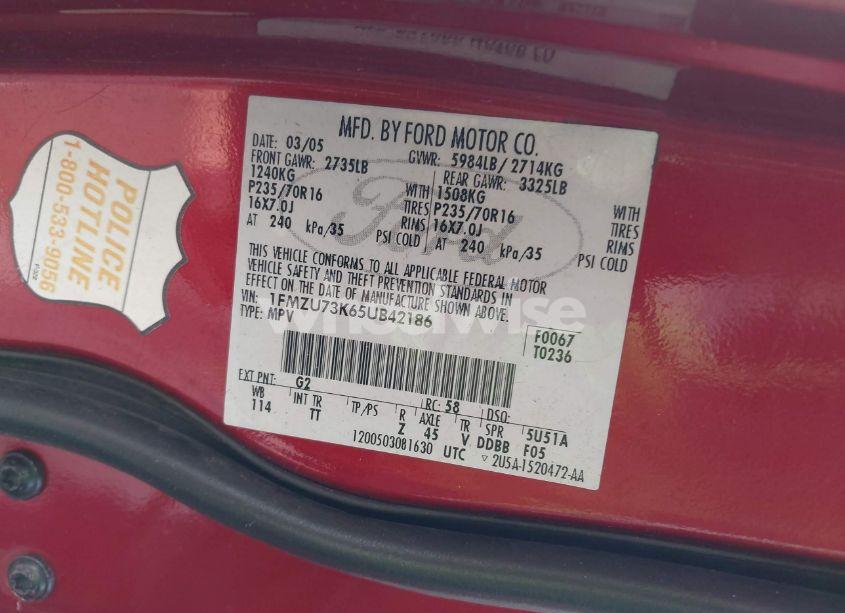 POLICE
HOTLINE
1-800-533-9056
MFD. BY FORD MOTOR CO.
DATE: 03/05 GVWR: 5984LB / 2714KG
FRONT GAWR: 2735LB REAR GAWR: 3325LB
1240KG WITH 1508KG WITH
P235/70R16 TIRES P235/70R16 TIRES
16X7.0J RIMS 16X7.0J RIMS
AT 240 kPa/35 PSI COLD AT 240 kPa/35 PSI COLD
Ford
THIS VEHICLE CONFORMS TO ALL APPLICABLE FEDERAL MOTOR
VEHICLE SAFETY AND THEFT PREVENTION STANDARDS IN
EFFECT ON THE DATE OF MANUFACTURE SHOWN ABOVE.
VIN: 1FMZU73K65UB42186
TYPE: MPV
F0067
T0236
wheelwise
EXT PNT: G2 RC: 58 DSO:
WB INT TR TP/PS R AXLE TR SPR 5U51A
114 TT Z 45 V DDBB F05
1200503081630 UTC ▽ 2U5A-1520472-AA